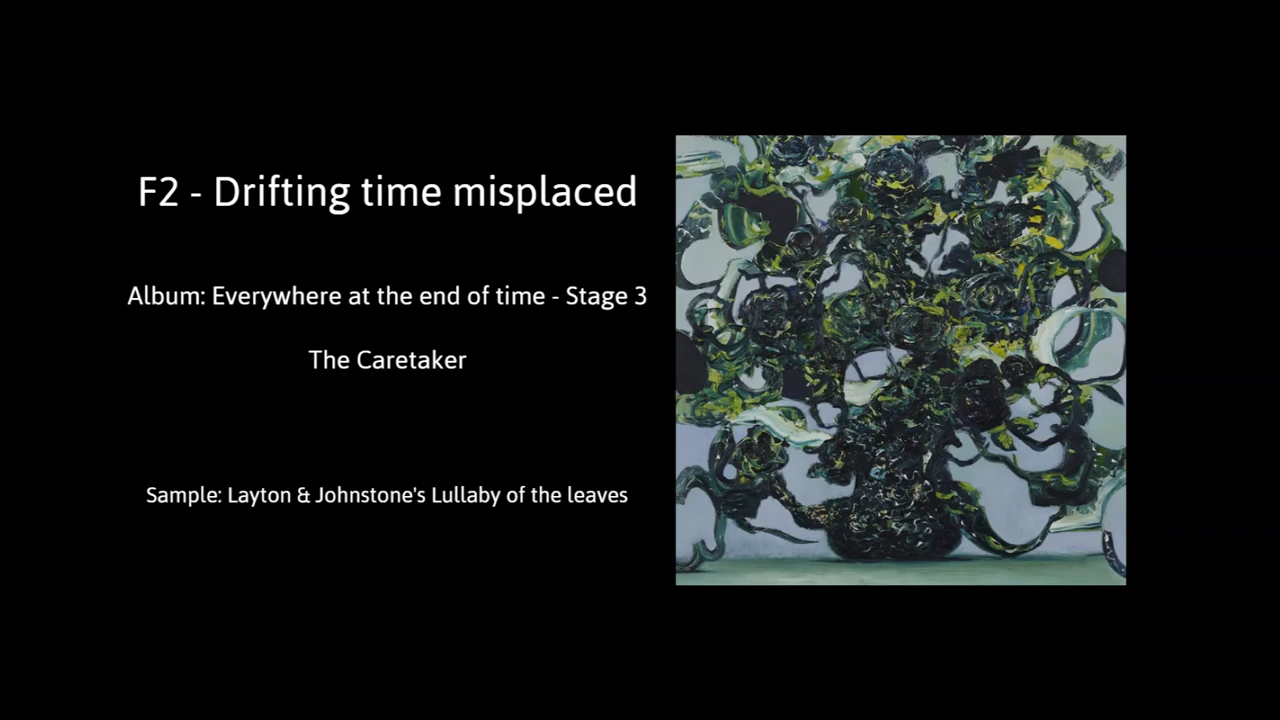 F2 - Drifting time misplaced
Album: Everywhere at the end of time - Stage 3
The Caretaker
Sample: Layton & Johnstone's Lullaby of the leaves